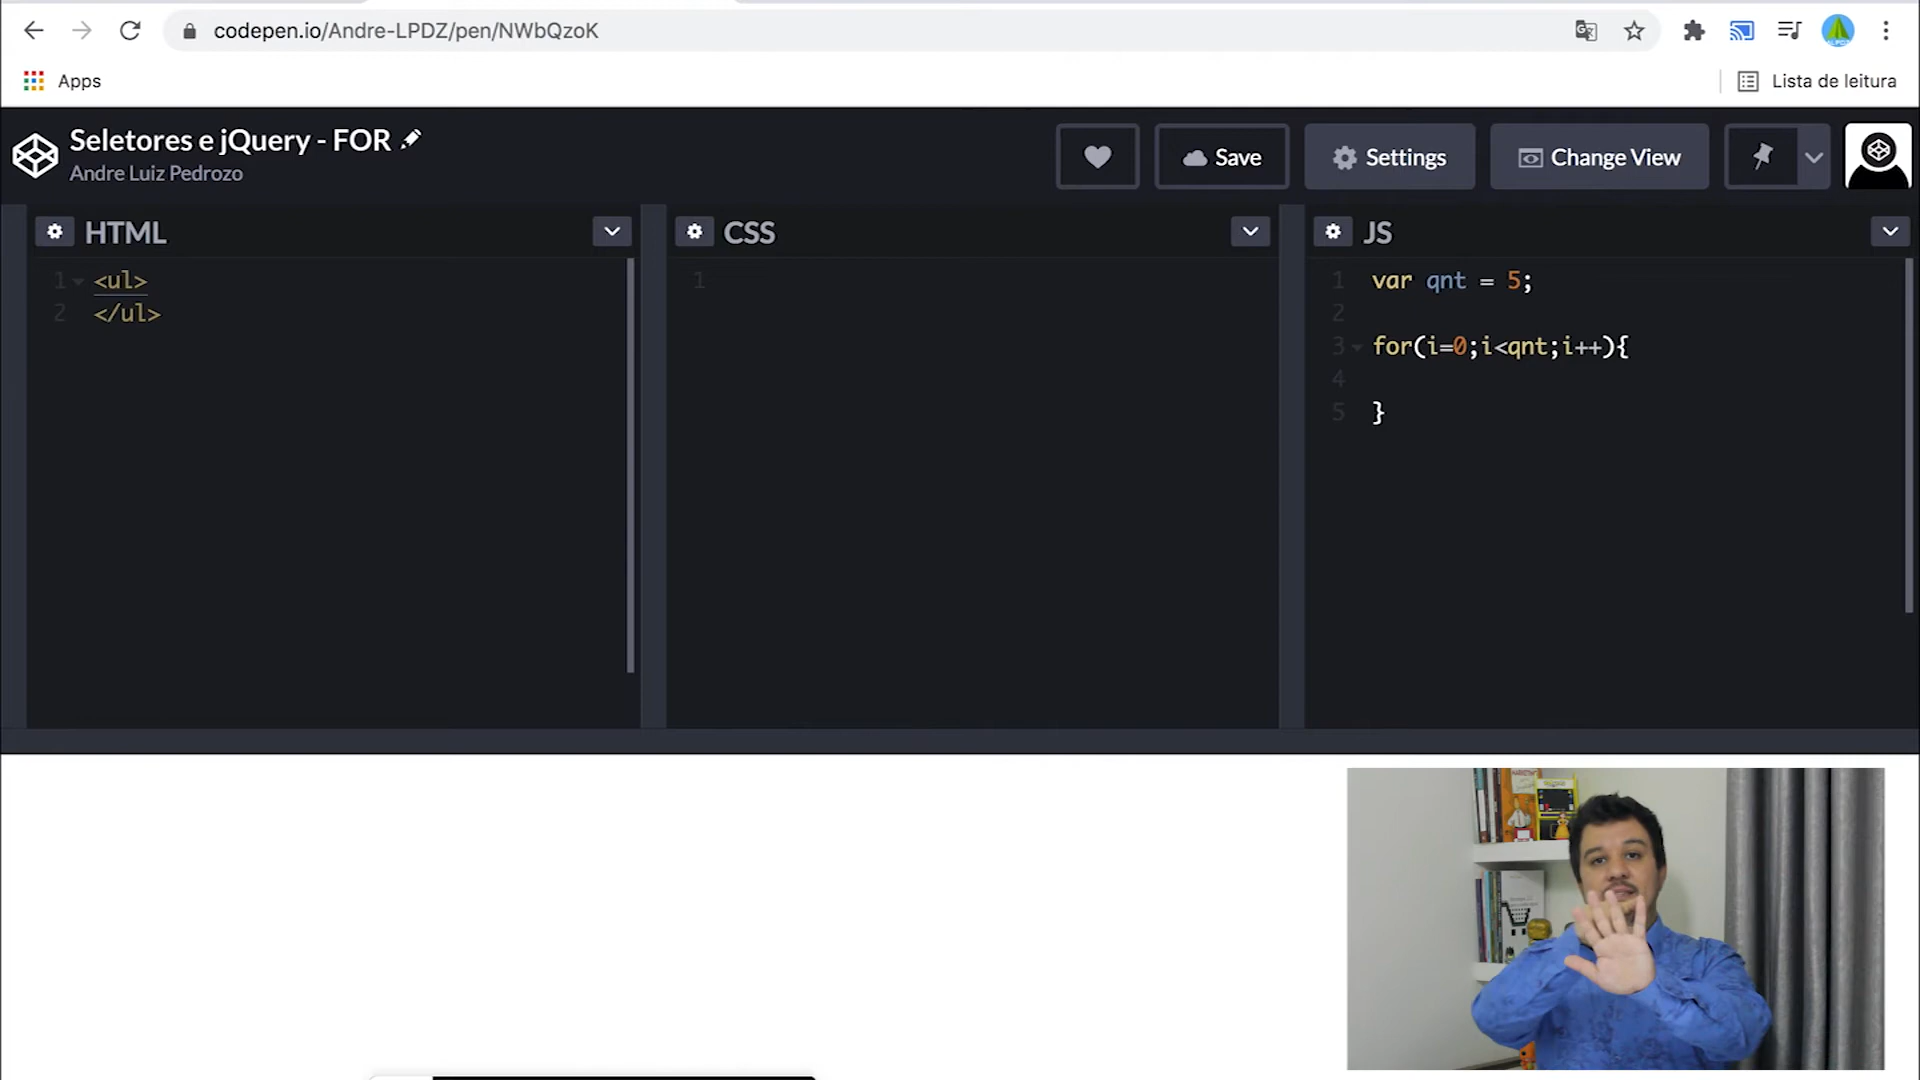 codepen.io/Andre-LPDZ/pen/NWbQzoK
Apps
Lista de leitura
Seletores e jQuery - FOR
Andre Luiz Pedrozo
Save
Settings
Change View
HTML
1 <ul>
2 </ul>
CSS
1
JS
1 var qnt = 5;
2
3 for(i=0;i<qnt;i++){
4
5 }